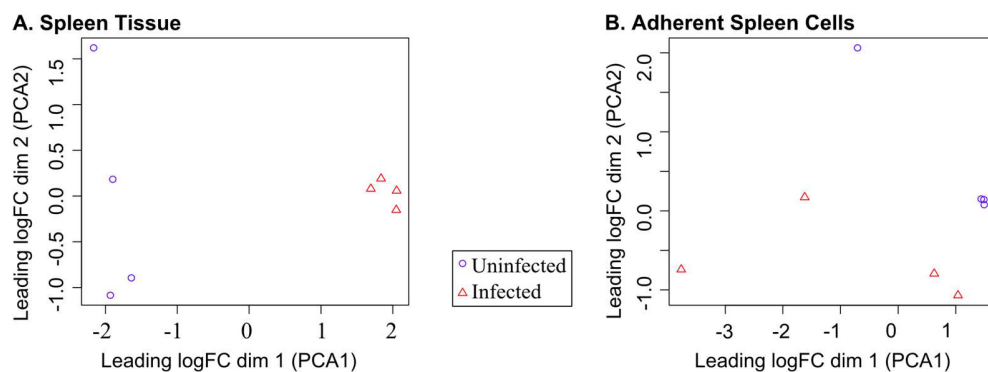 A. Spleen Tissue
Leading logFC dim 2 (PCA2)
1.5
1.0
0.5
0.0
-0.5
-1.0
-2
-1
0
1
2
Leading logFC dim 1 (PCA1)
Uninfected
Infected
B. Adherent Spleen Cells
Leading logFC dim 2 (PCA2)
2.0
2.0
0.0
-1.0
-3
-2
-1
0
1
Leading logFC dim 1 (PCA1)